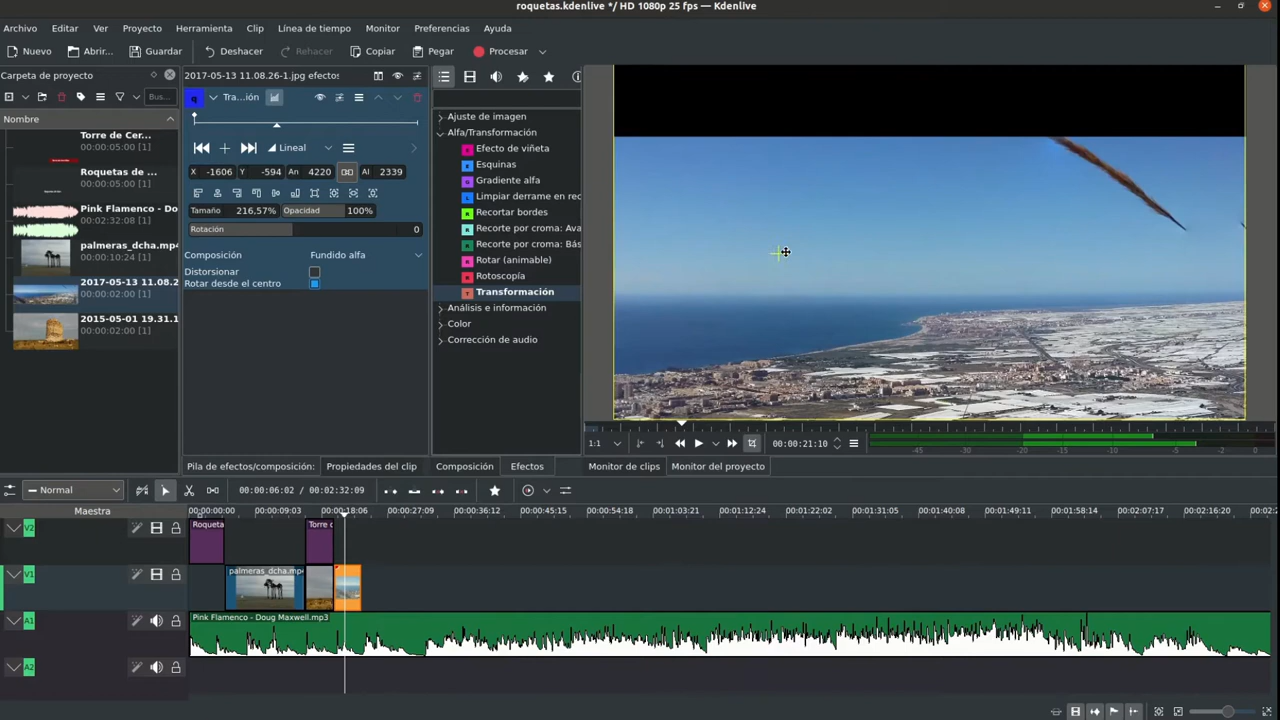 roquetas.kdenlive */ HD 1080p 25 fps — Kdenlive
Archivo Editar Ver Proyecto Herramienta Clip Línea de tiempo Monitor Preferencias Ayuda
Nuevo Abrir... Guardar Deshacer Rehacer Copiar Pegar Procesar
Carpeta de proyecto
Bus...
Nombre
Torre de Cer...
00:00:05:00 [1]
Roquetas de ...
00:00:05:00 [1]
Pink Flamenco - Do
00:02:32:08 [1]
palmeras_dcha.mp4
00:00:10:24 [1]
2017-05-13 11.08.2
00:00:02:00 [1]
2015-05-01 19.31.1
00:00:02:00 [1]
2017-05-13 11.08.26-1.jpg efectos
Tra...ión
Lineal
X -1606 Y -594 An 4220 Al 2339
Tamaño 216,57% Opacidad 100%
Rotación 0
Composición Fundido alfa
Distorsionar
Rotar desde el centro
Ajuste de imagen
Alfa/Transformación
Efecto de viñeta
Esquinas
Gradiente alfa
Limpiar derrame en rec
Recortar bordes
Recorte por croma: Ava
Recorte por croma: Bás
Rotar (animable)
Rotoscopía
Transformación
Análisis e información
Color
Corrección de audio
1:1 00:00:21:10
-45 -30 -20 -10 -5 -2 0
Pila de efectos/composición: Propiedades del clip Composición Efectos Monitor de clips Monitor del proyecto
Normal 00:00:06:02 / 00:02:32:09
Maestra
00:00:00:00 00:00:09:03 00:00:18:06 00:00:27:09 00:00:36:12 00:00:45:15 00:00:54:18 00:01:03:21 00:01:12:24 00:01:22:02 00:01:31:05 00:01:40:08 00:01:49:11 00:01:58:14 00:02:07:17 00:02:16:20 00:02:2
V2
Roqueta Torre d
V1
palmeras_dcha.mp4
A1
Pink Flamenco - Doug Maxwell.mp3
A2